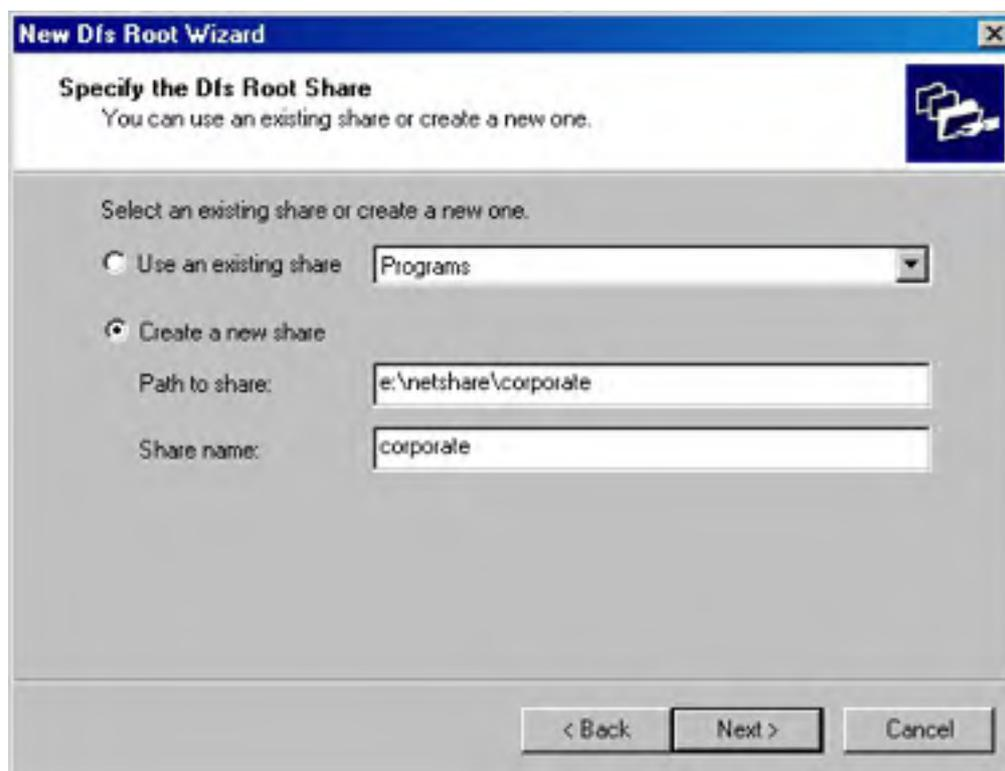 New Dfs Root Wizard
Specify the Dfs Root Share
You can use an existing share or create a new one.
Select an existing share or create a new one.
Use an existing share
Programs
Create a new share
Path to share:
e:\netshare\corporate
Share name:
corporate
< Back
Next >
Cancel